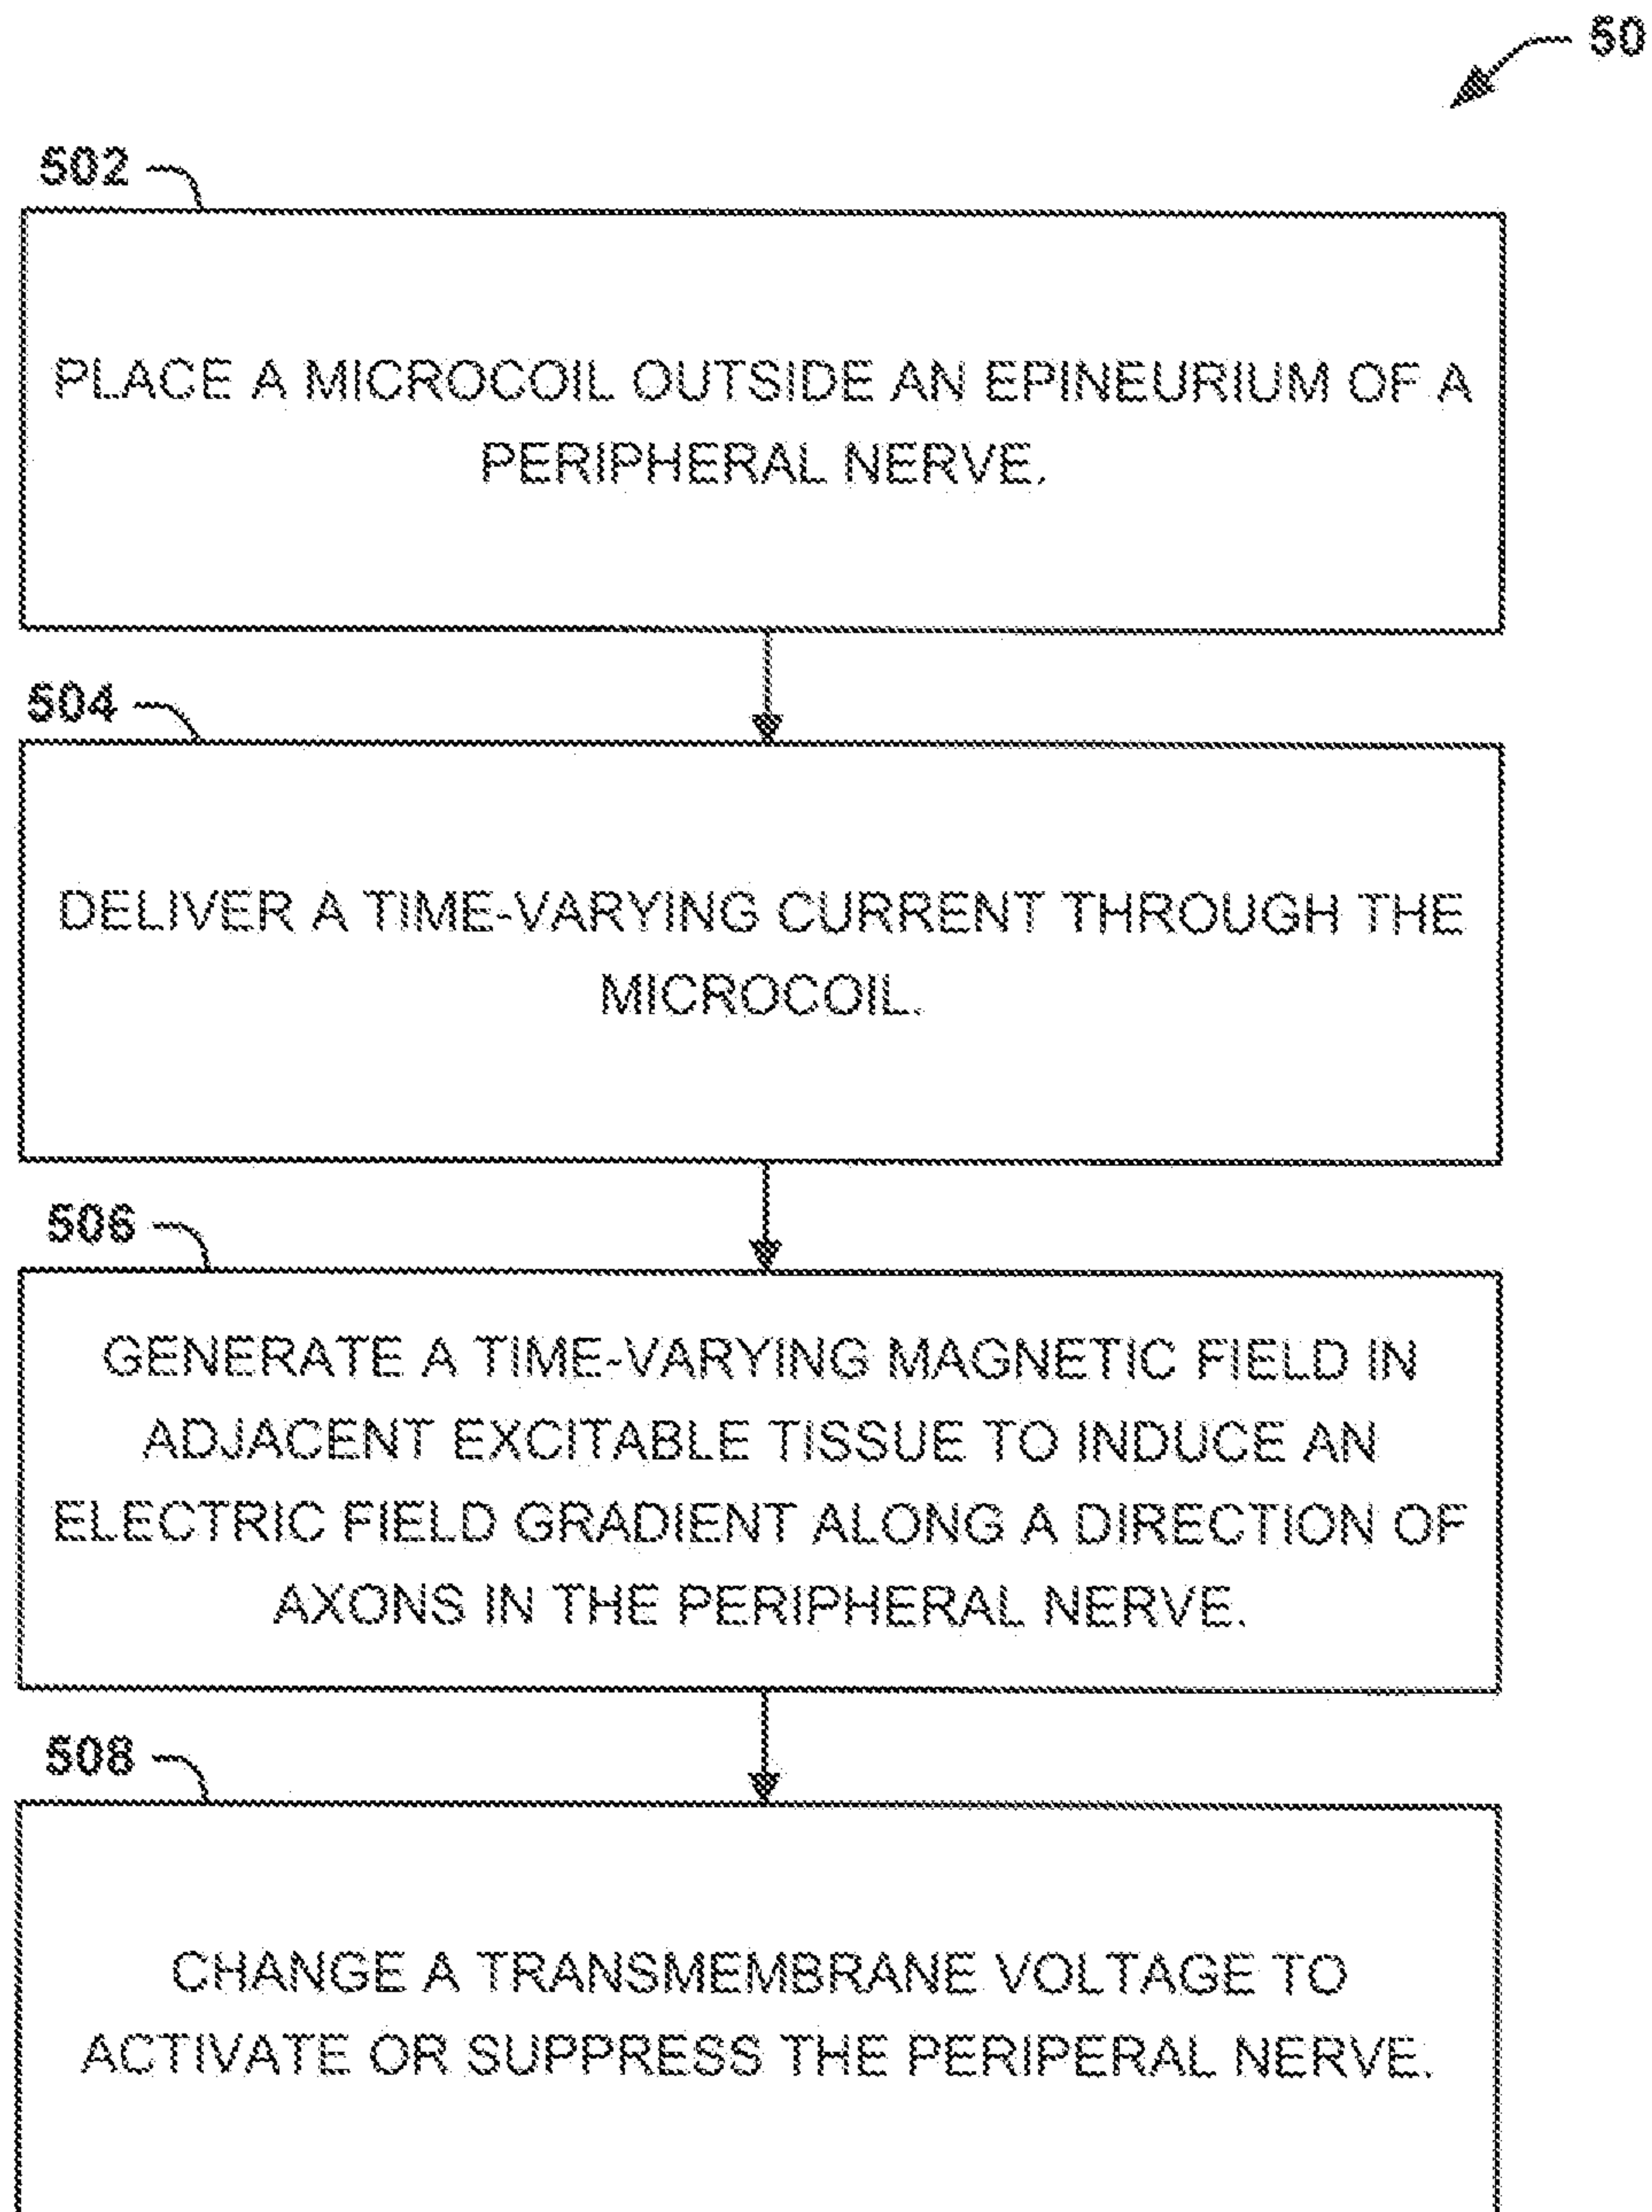 50
502
PLACE A MICROCOIL OUTSIDE AN EPINEURIUM OF A
PERIPHERAL NERVE.
504
DELIVER A TIME-VARYING CURRENT THROUGH THE
MICROCOIL.
506
GENERATE A TIME-VARYING MAGNETIC FIELD IN
ADJACENT EXCITABLE TISSUE TO INDUCE AN
ELECTRIC FIELD GRADIENT ALONG A DIRECTION OF
AXONS IN THE PERIPHERAL NERVE.
508
CHANGE A TRANSMEMBRANE VOLTAGE TO
ACTIVATE OR SUPPRESS THE PERIPERAL NERVE.